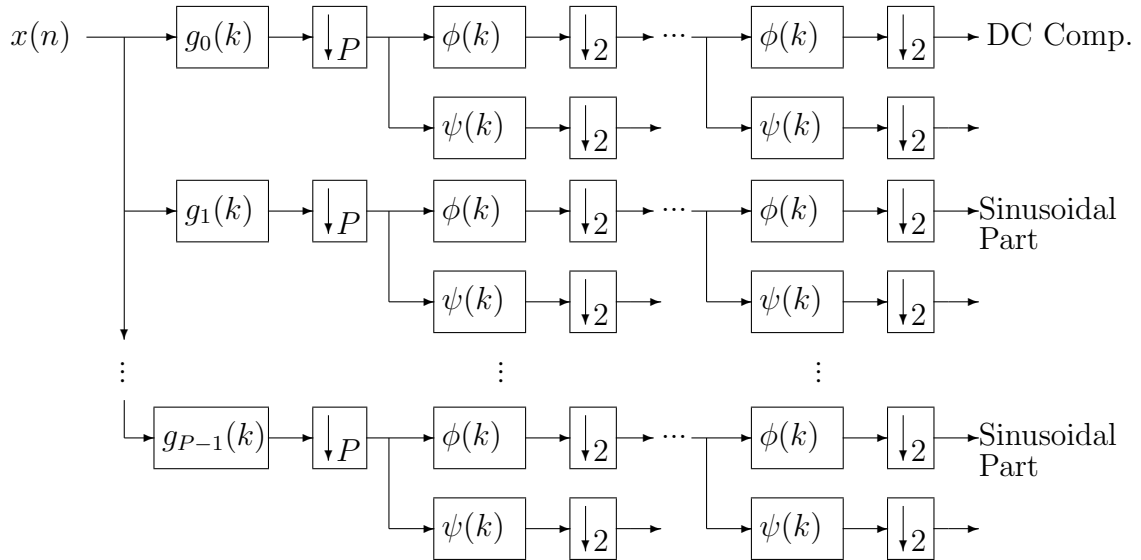 x(n) g₀(k) ↓P ϕ(k) ↓2 ... ϕ(k) ↓2 DC Comp.
ψ(k) ↓2 ψ(k) ↓2
g₁(k) ↓P ϕ(k) ↓2 ... ϕ(k) ↓2 Sinusoidal
Part
ψ(k) ↓2 ψ(k) ↓2
⋮ ⋮ ⋮
g_{P−1}(k) ↓P ϕ(k) ↓2 ... ϕ(k) ↓2 Sinusoidal
Part
ψ(k) ↓2 ψ(k) ↓2